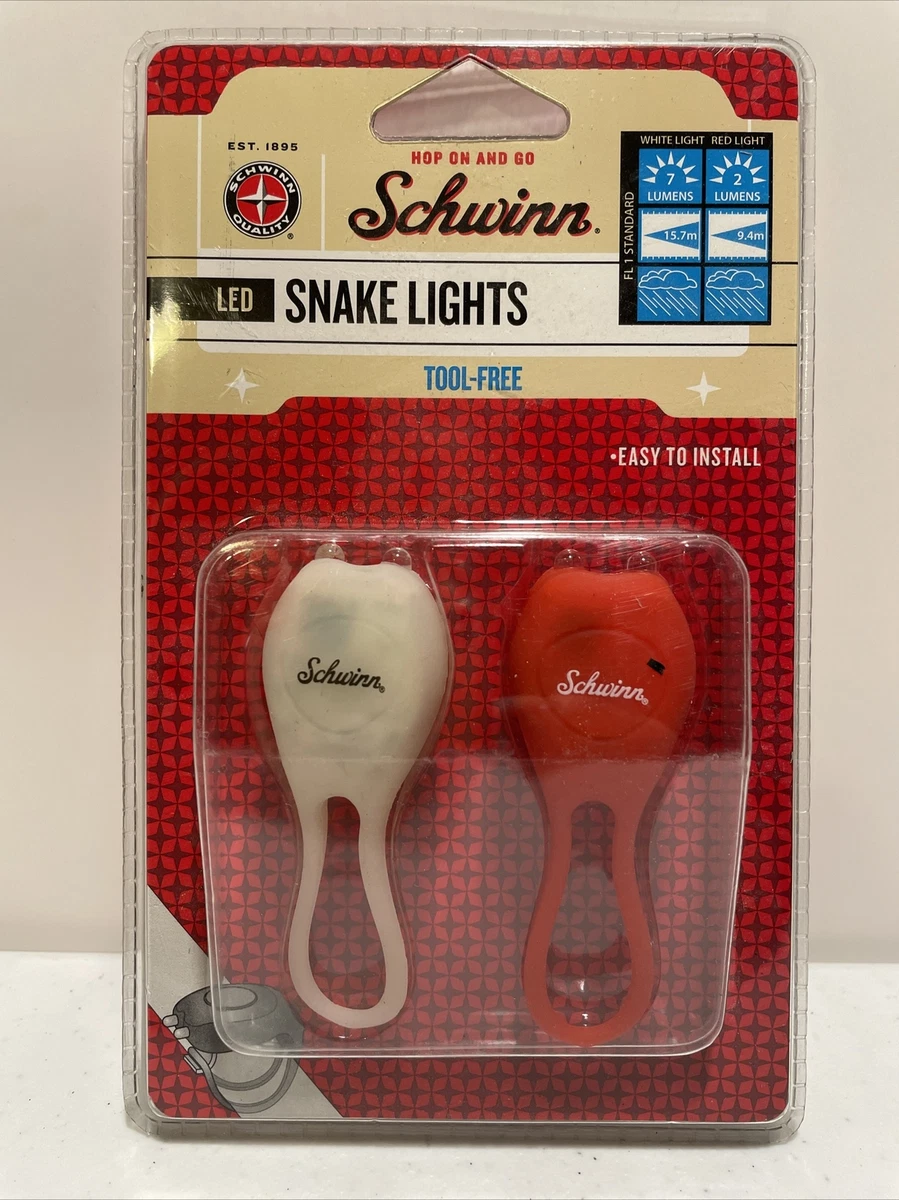 EST. 1895
SCHWINN
QUALITY
®
HOP ON AND GO
Schwinn®
WHITE LIGHT RED LIGHT
FL 1 STANDARD
7 2
LUMENS LUMENS
15.7m 9.4m
LED SNAKE LIGHTS
TOOL-FREE
•EASY TO INSTALL
Schwinn® Schwinn®